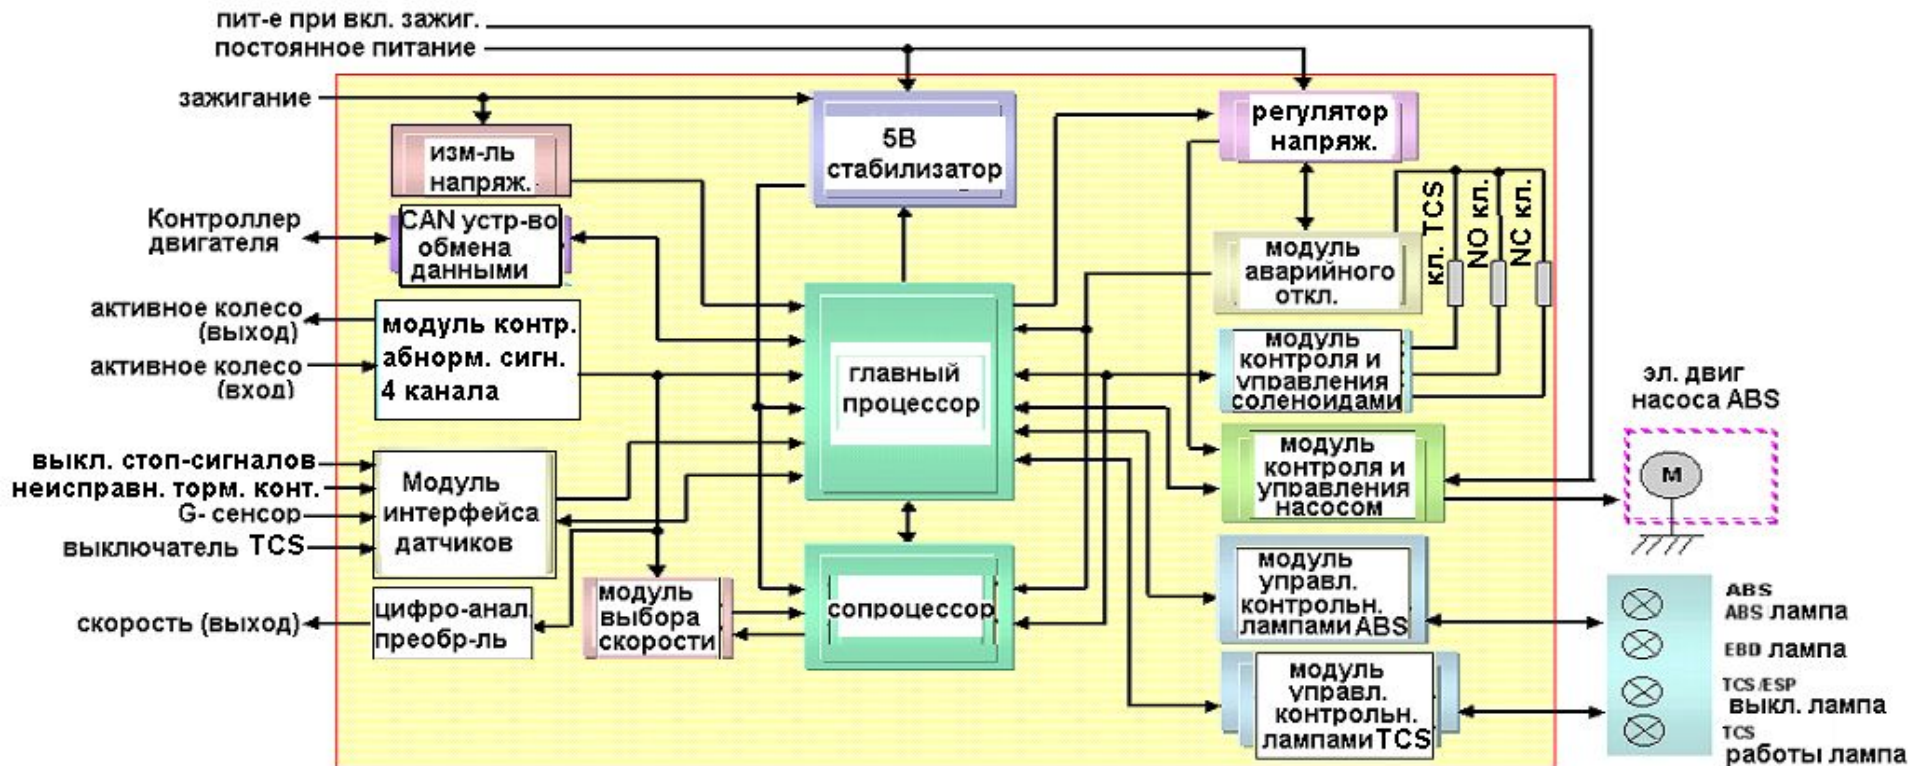 пит-е при вкл. зажиг.
постоянное питание
зажигание
изм-ль
напряж.
5В
стабилизатор
регулятор
напряж.
Контроллер
двигателя
CAN устр-во
обмена
данными
модуль
аварийного
откл.
кл. TCS
NO кл.
NC кл.
активное колесо
(выход)
активное колесо
(вход)
модуль контр.
абнорм. сигн.
4 канала
главный
процессор
модуль
контроля и
управления
соленоидами
эл. двиг
насоса ABS
M
модуль
контроля и
управления
насосом
выкл. стоп-сигналов
неисправн. торм. конт.
G- сенсор
выключатель TCS
Модуль
интерфейса
датчиков
скорость (выход)
цифро-анал.
преобр-ль
модуль
выбора
скорости
сопроцессор
модуль
управл.
контрольн.
лампами ABS
модуль
управл.
контрольн.
лампами TCS
ABS
ABS лампа
EBD лампа
TCS/ESP
выкл. лампа
TCS
работы лампа